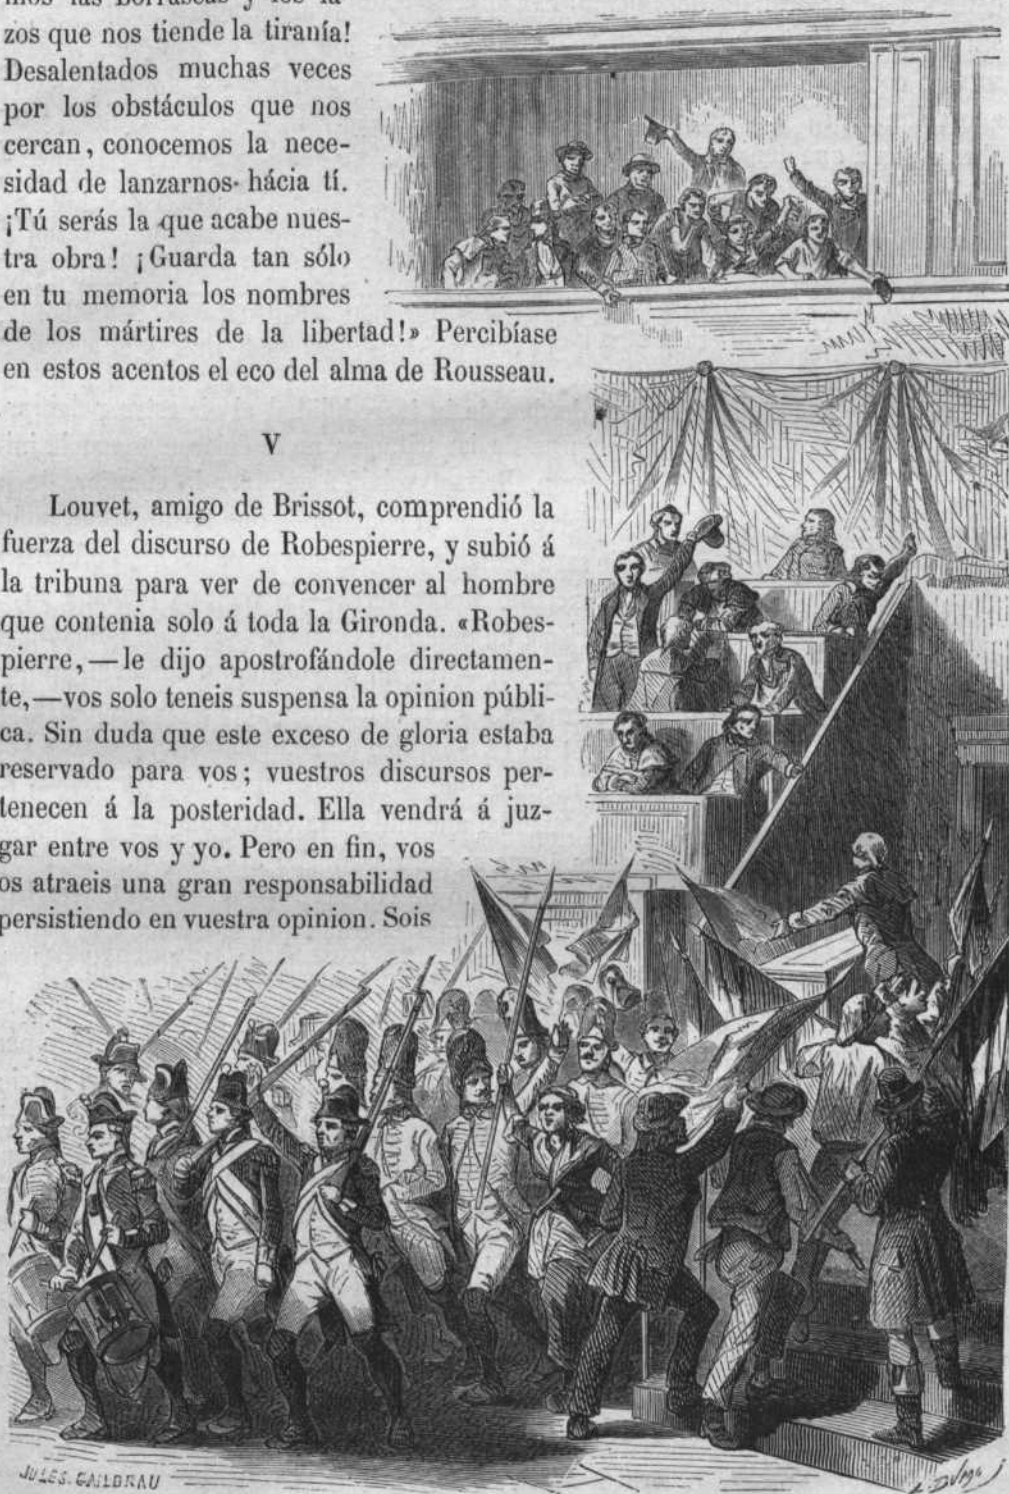 zos que nos tiende la tiranía!
Desalentados muchas veces
por los obstáculos que nos
cercan, conocemos la nece-
sidad de lanzarnos hácia tí.
¡Tú serás la que acabe nues-
tra obra! ¡Guarda tan sólo
en tu memoria los nombres
de los mártires de la libertad!» Percibíase
en estos acentos el eco del alma de Rousseau.
V
Louvet, amigo de Brissot, comprendió la
fuerza del discurso de Robespierre, y subió á
la tribuna para ver de convencer al hombre
que contenia solo á toda la Gironda. «Robes-
pierre,—le dijo apostrofándole directamen-
te,—vos solo teneis suspensa la opinion públi-
ca. Sin duda que este exceso de gloria estaba
reservado para vos; vuestros discursos per-
tenecen á la posteridad. Ella vendrá á juz-
gar entre vos y yo. Pero en fin, vos
os atraeis una gran responsabilidad
persistiendo en vuestra opinion. Sois
JULES. GAILDRAU